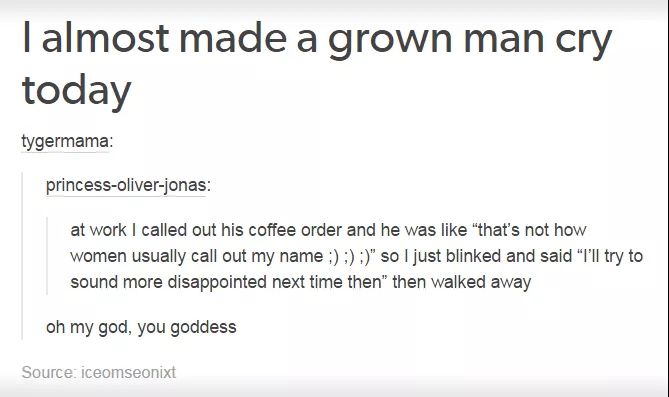 I almost made a grown man cry
today
tygermama:
princess-oliver-jonas:
at work I called out his coffee order and he was like “that’s not how
women usually call out my name ;) ;) ;)” so I just blinked and said “I’ll try to
sound more disappointed next time then” then walked away
oh my god, you goddess
Source: iceomseonixt